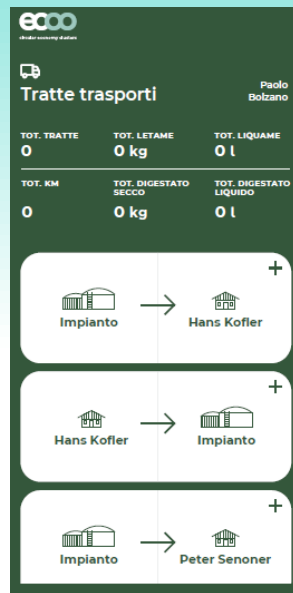 ecoo
circular economy aladum
Tratte trasporti
Paolo
Bolzano
TOT. TRATTE
0
TOT. LETAME
0 kg
TOT. LIQUAME
0 l
TOT. KM
0
TOT. DIGESTATO
SECCO
0 kg
TOT. DIGESTATO
LIQUIDO
0 l
+
Impianto
Hans Kofler
+
Hans Kofler
Impianto
+
Impianto
Peter Senoner